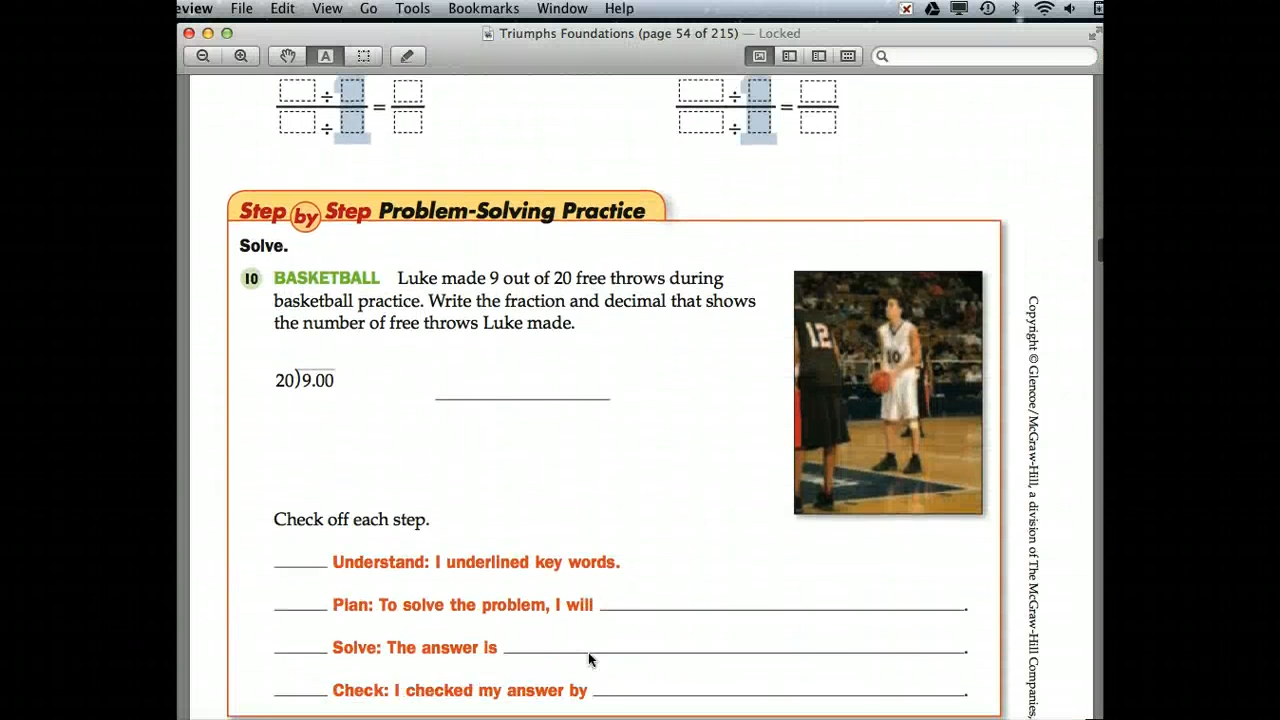 eview File Edit View Go Tools Bookmarks Window Help
Triumphs Foundations (page 54 of 215) — Locked
A
÷ = ÷ =
÷ ÷
Step by Step Problem-Solving Practice
Solve.
10 BASKETBALL Luke made 9 out of 20 free throws during
basketball practice. Write the fraction and decimal that shows
the number of free throws Luke made.
20)9.00
12
10
Check off each step.
Understand: I underlined key words.
Plan: To solve the problem, I will .
Solve: The answer is .
Check: I checked my answer by .
Copyright © Glencoe/McGraw-Hill, a division of The McGraw-Hill Companies,